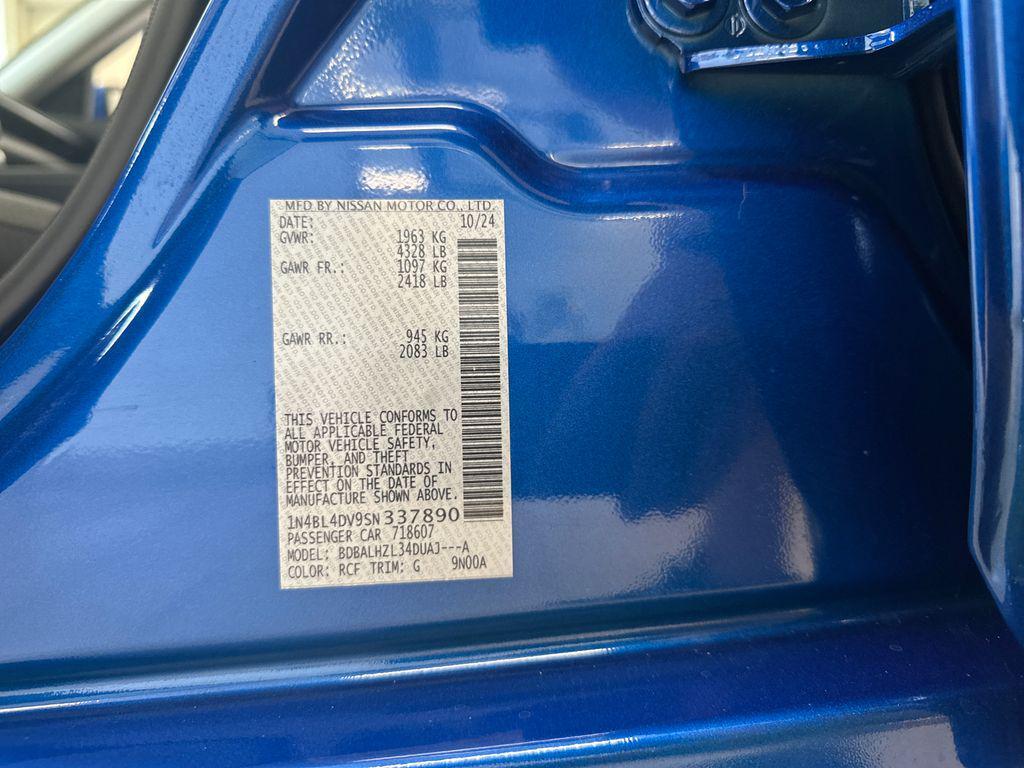 MFD BY NISSAN MOTOR CO., LTD.
DATE: 10/24
GVWR: 1963 KG
4328 LB
GAWR FR.: 1097 KG
2418 LB
GAWR RR.: 945 KG
2083 LB
THIS VEHICLE CONFORMS TO
ALL APPLICABLE FEDERAL
MOTOR VEHICLE SAFETY,
BUMPER, AND THEFT
PREVENTION STANDARDS IN
EFFECT ON THE DATE OF
MANUFACTURE SHOWN ABOVE.
1N4BL4DV9SN337890
PASSENGER CAR 718607
MODEL: BDBALHZL34DUAJ---A
COLOR: RCF TRIM: G 9N00A